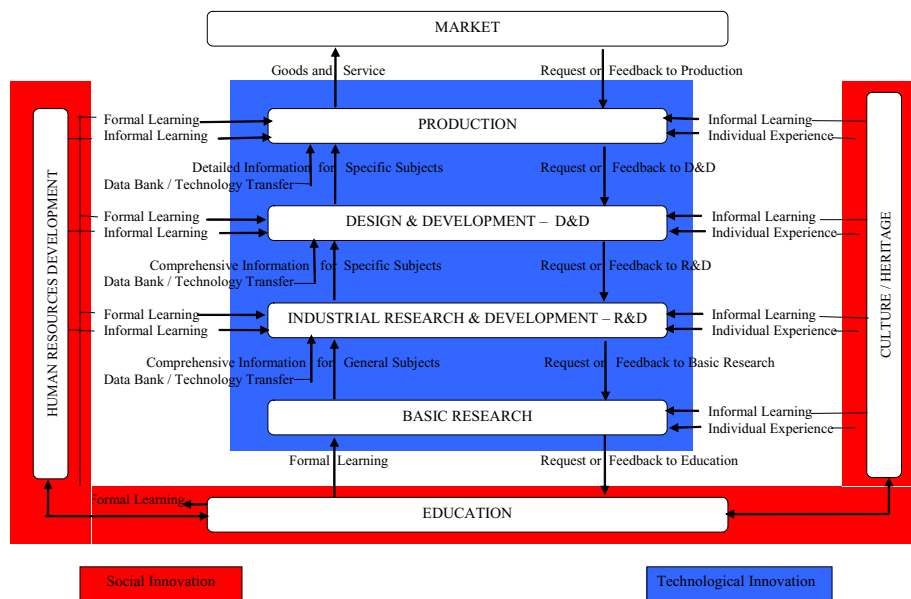 MARKET
Goods and Service
Request or Feedback to Production
Formal Learning
Informal Learning
PRODUCTION
Informal Learning
Individual Experience
Detailed Information for Specific Subjects
Data Bank / Technology Transfer
Request or Feedback to D&D
Formal Learning
Informal Learning
DESIGN & DEVELOPMENT – D&D
Informal Learning
Individual Experience
Comprehensive Information for Specific Subjects
Data Bank / Technology Transfer
Request or Feedback to R&D
Formal Learning
Informal Learning
INDUSTRIAL RESEARCH & DEVELOPMENT – R&D
Informal Learning
Individual Experience
Comprehensive Information for General Subjects
Data Bank / Technology Transfer
Request or Feedback to Basic Research
BASIC RESEARCH
Informal Learning
Individual Experience
Formal Learning
Request or Feedback to Education
Formal Learning
EDUCATION
HUMAN RESOURCES DEVELOPMENT
CULTURE / HERITAGE
Social Innovation
Technological Innovation